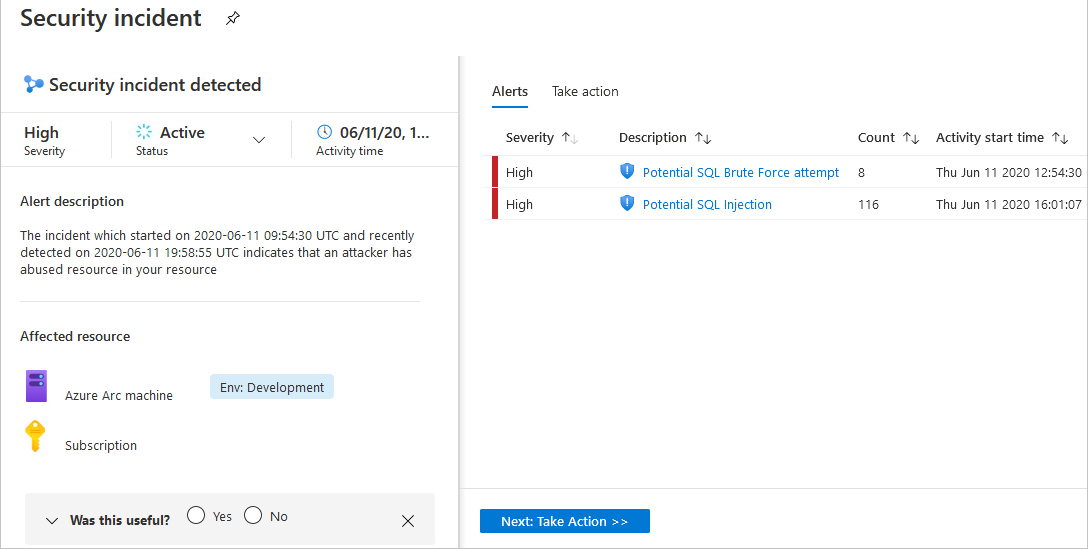 Security incident
Security incident detected
High
Severity
Active
Status
06/11/20, 1...
Activity time
Alert description
The incident which started on 2020-06-11 09:54:30 UTC and recently
detected on 2020-06-11 19:58:55 UTC indicates that an attacker has
abused resource in your resource
Affected resource
Azure Arc machine
Env: Development
Subscription
Was this useful? Yes No
Alerts Take action
Severity Description Count Activity start time
High Potential SQL Brute Force attempt 8 Thu Jun 11 2020 12:54:30
High Potential SQL Injection 116 Thu Jun 11 2020 16:01:07
Next: Take Action >>